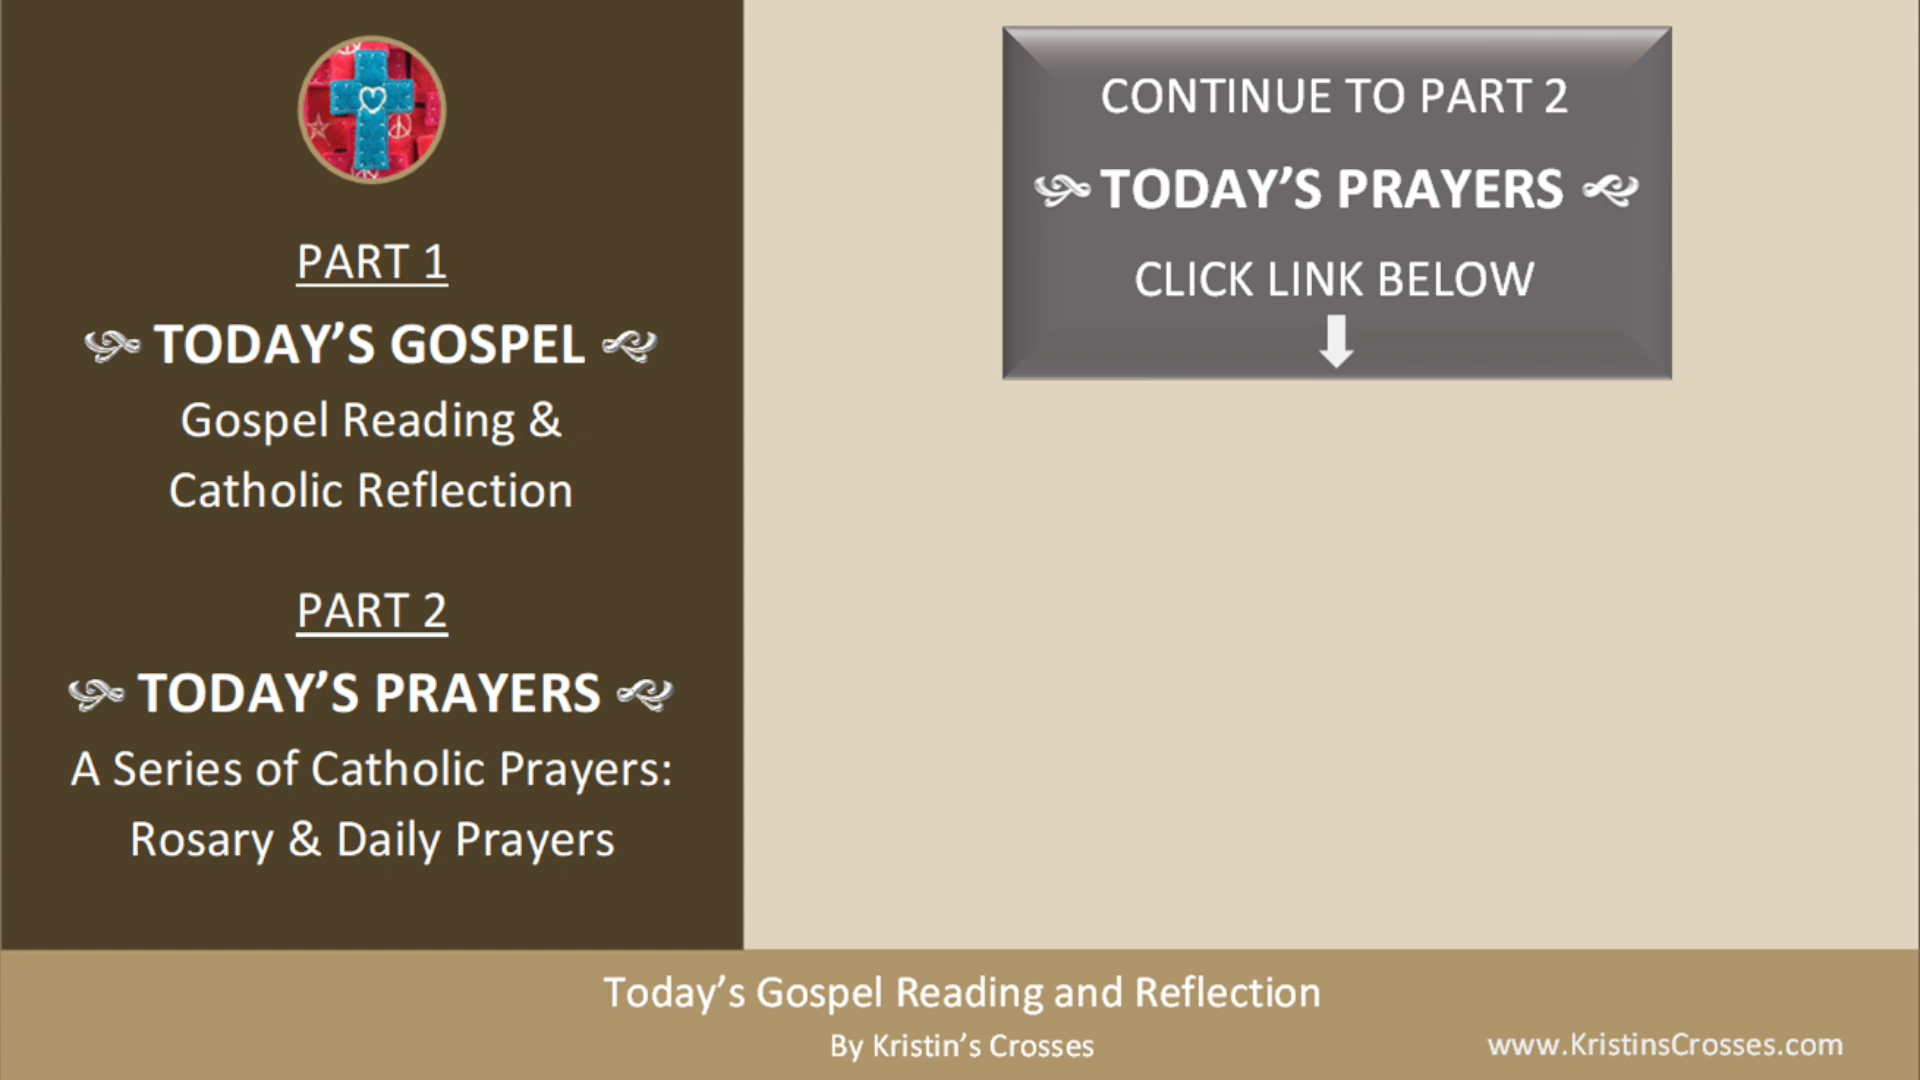 PART 1
TODAY'S GOSPEL
Gospel Reading &
Catholic Reflection
PART 2
TODAY'S PRAYERS
A Series of Catholic Prayers:
Rosary & Daily Prayers
CONTINUE TO PART 2
TODAY'S PRAYERS
CLICK LINK BELOW
Today's Gospel Reading and Reflection
By Kristin's Crosses
www.KristinsCrosses.com